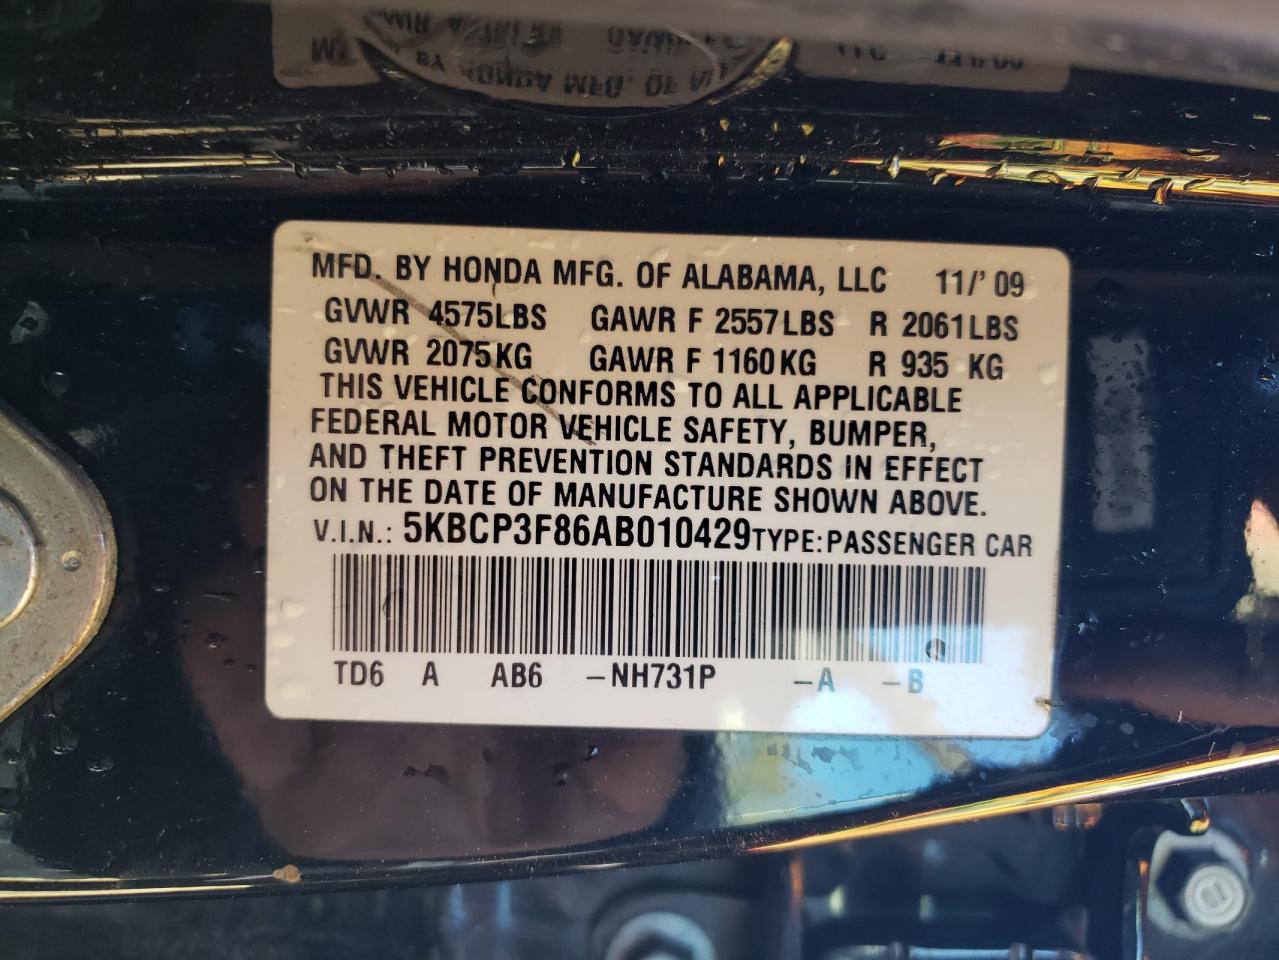 MFD. BY HONDA MFG. OF ALABAMA, LLC 11/'09
GVWR 4575LBS GAWR F 2557LBS R 2061LBS
GVWR 2075KG GAWR F 1160KG R 935 KG
THIS VEHICLE CONFORMS TO ALL APPLICABLE
FEDERAL MOTOR VEHICLE SAFETY, BUMPER,
AND THEFT PREVENTION STANDARDS IN EFFECT
ON THE DATE OF MANUFACTURE SHOWN ABOVE.
V.I.N.: 5KBCP3F86AB010429 TYPE: PASSENGER CAR
TD6 A AB6 -NH731P -A -B